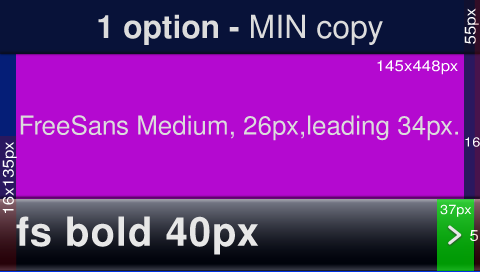 1 option - MIN copy
55px
145x448px
FreeSans Medium, 26px,leading 34px.
16
16x135px
fs bold 40px
37px
5